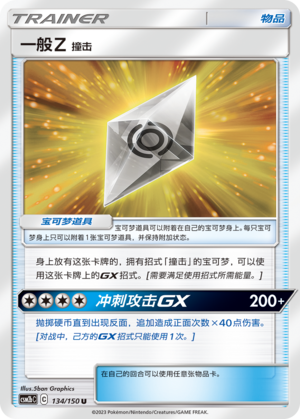 TRAINER 物品
一般Z 撞击
宝可梦道具
宝可梦道具可以附着在自己的宝可梦身上。每只宝可
梦身上只可以附着1张宝可梦道具，并保持附加状态。
身上放有这张卡牌的，拥有招式「撞击」的宝可梦，可以使
用这张卡牌上的GX招式。[需要满足使用招式所需能量。]
冲刺攻击GX 200+
抛掷硬币直到出现反面，追加造成正面次数×40点伤害。
[对战中，己方的GX招式只能使用1次。]
Illus.5ban Graphics
CSM2b C C 134/150 U
在自己的回合可以使用任意张物品卡。
©2023 Pokémon/Nintendo/Creatures/GAME FREAK.